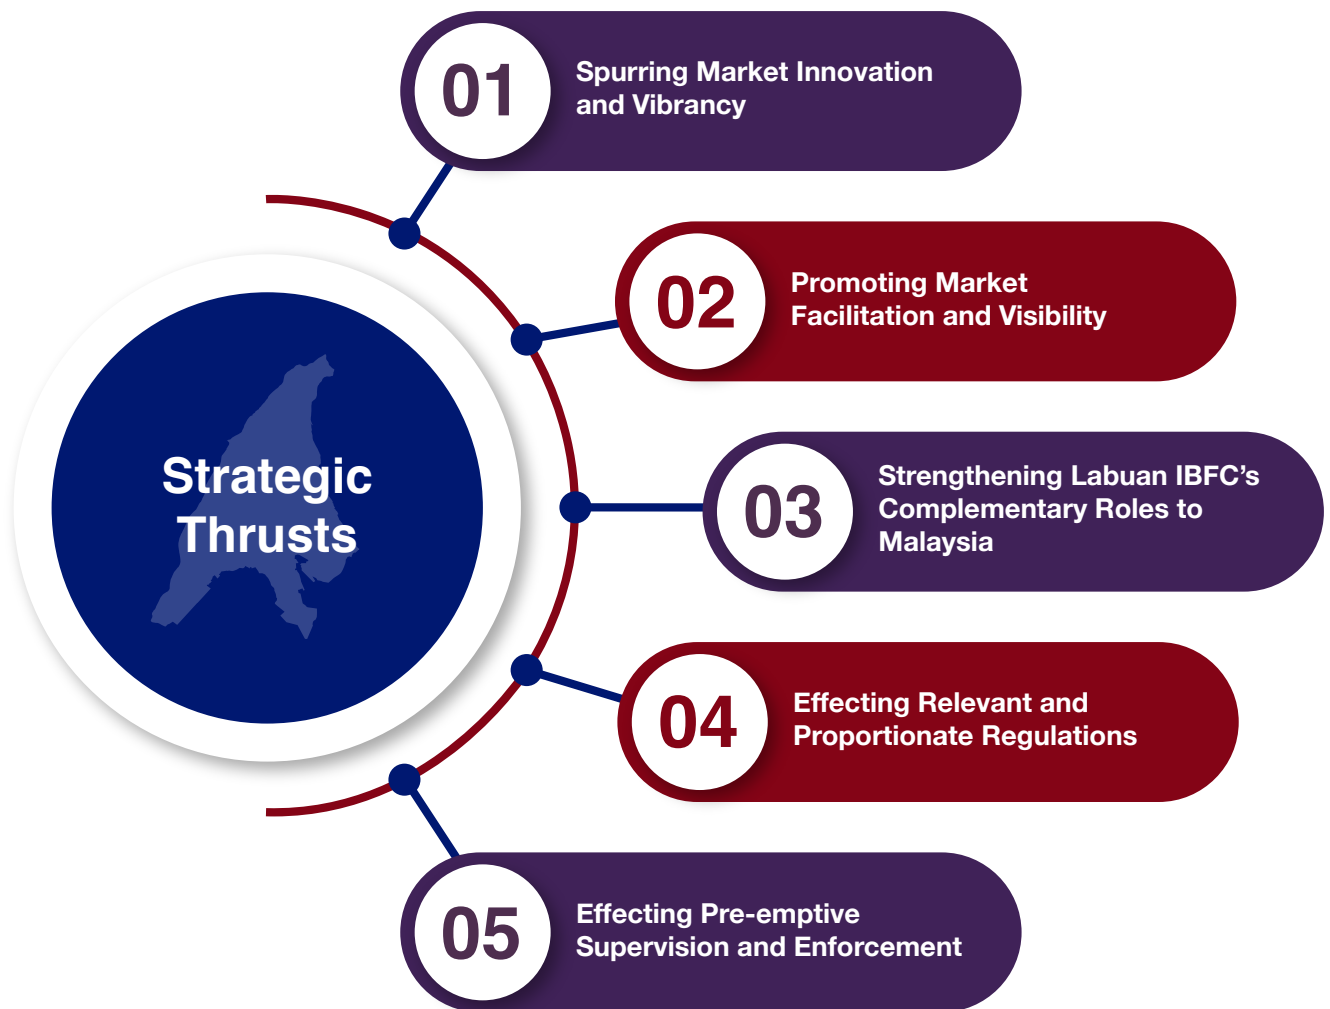 Strategic
Thrusts
01
Spurring Market Innovation
and Vibrancy
02
Promoting Market
Facilitation and Visibility
03
Strengthening Labuan IBFC’s
Complementary Roles to
Malaysia
04
Effecting Relevant and
Proportionate Regulations
05
Effecting Pre-emptive
Supervision and Enforcement